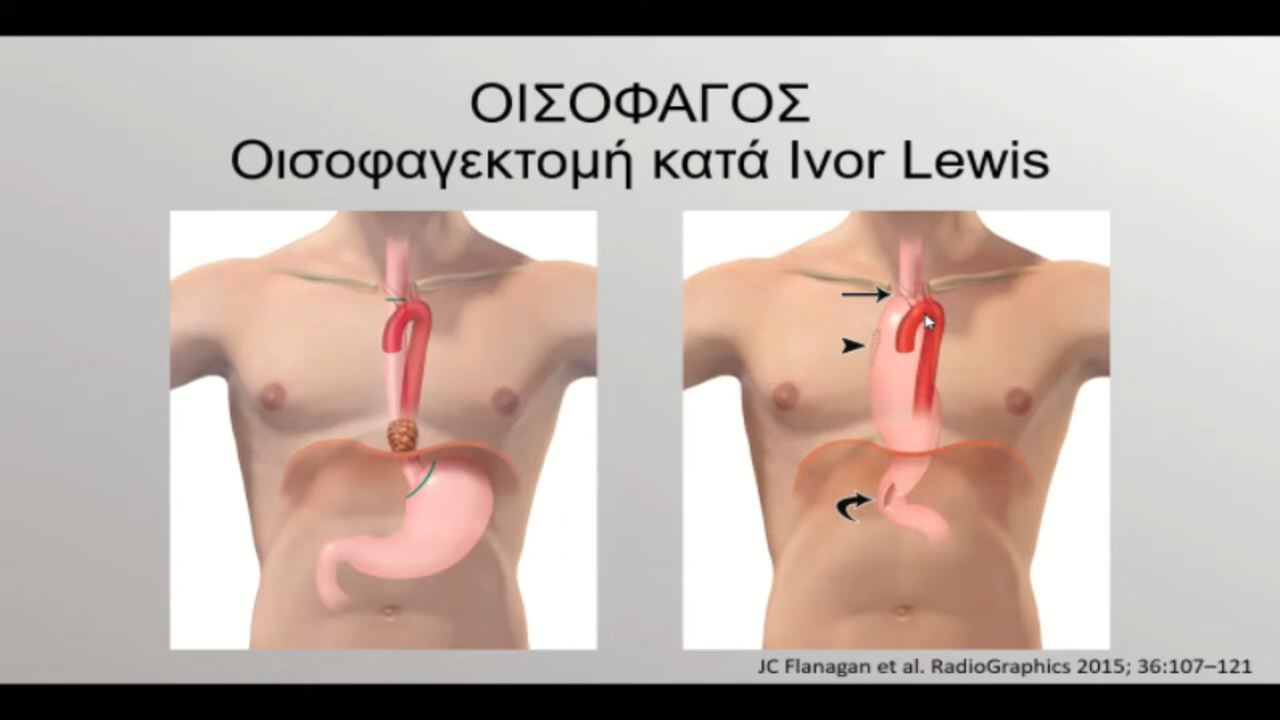 ΟΙΣΟΦΑΓΟΣ
Οισοφαγεκτομή κατά Ivor Lewis
JC Flanagan et al. RadioGraphics 2015; 36:107–121